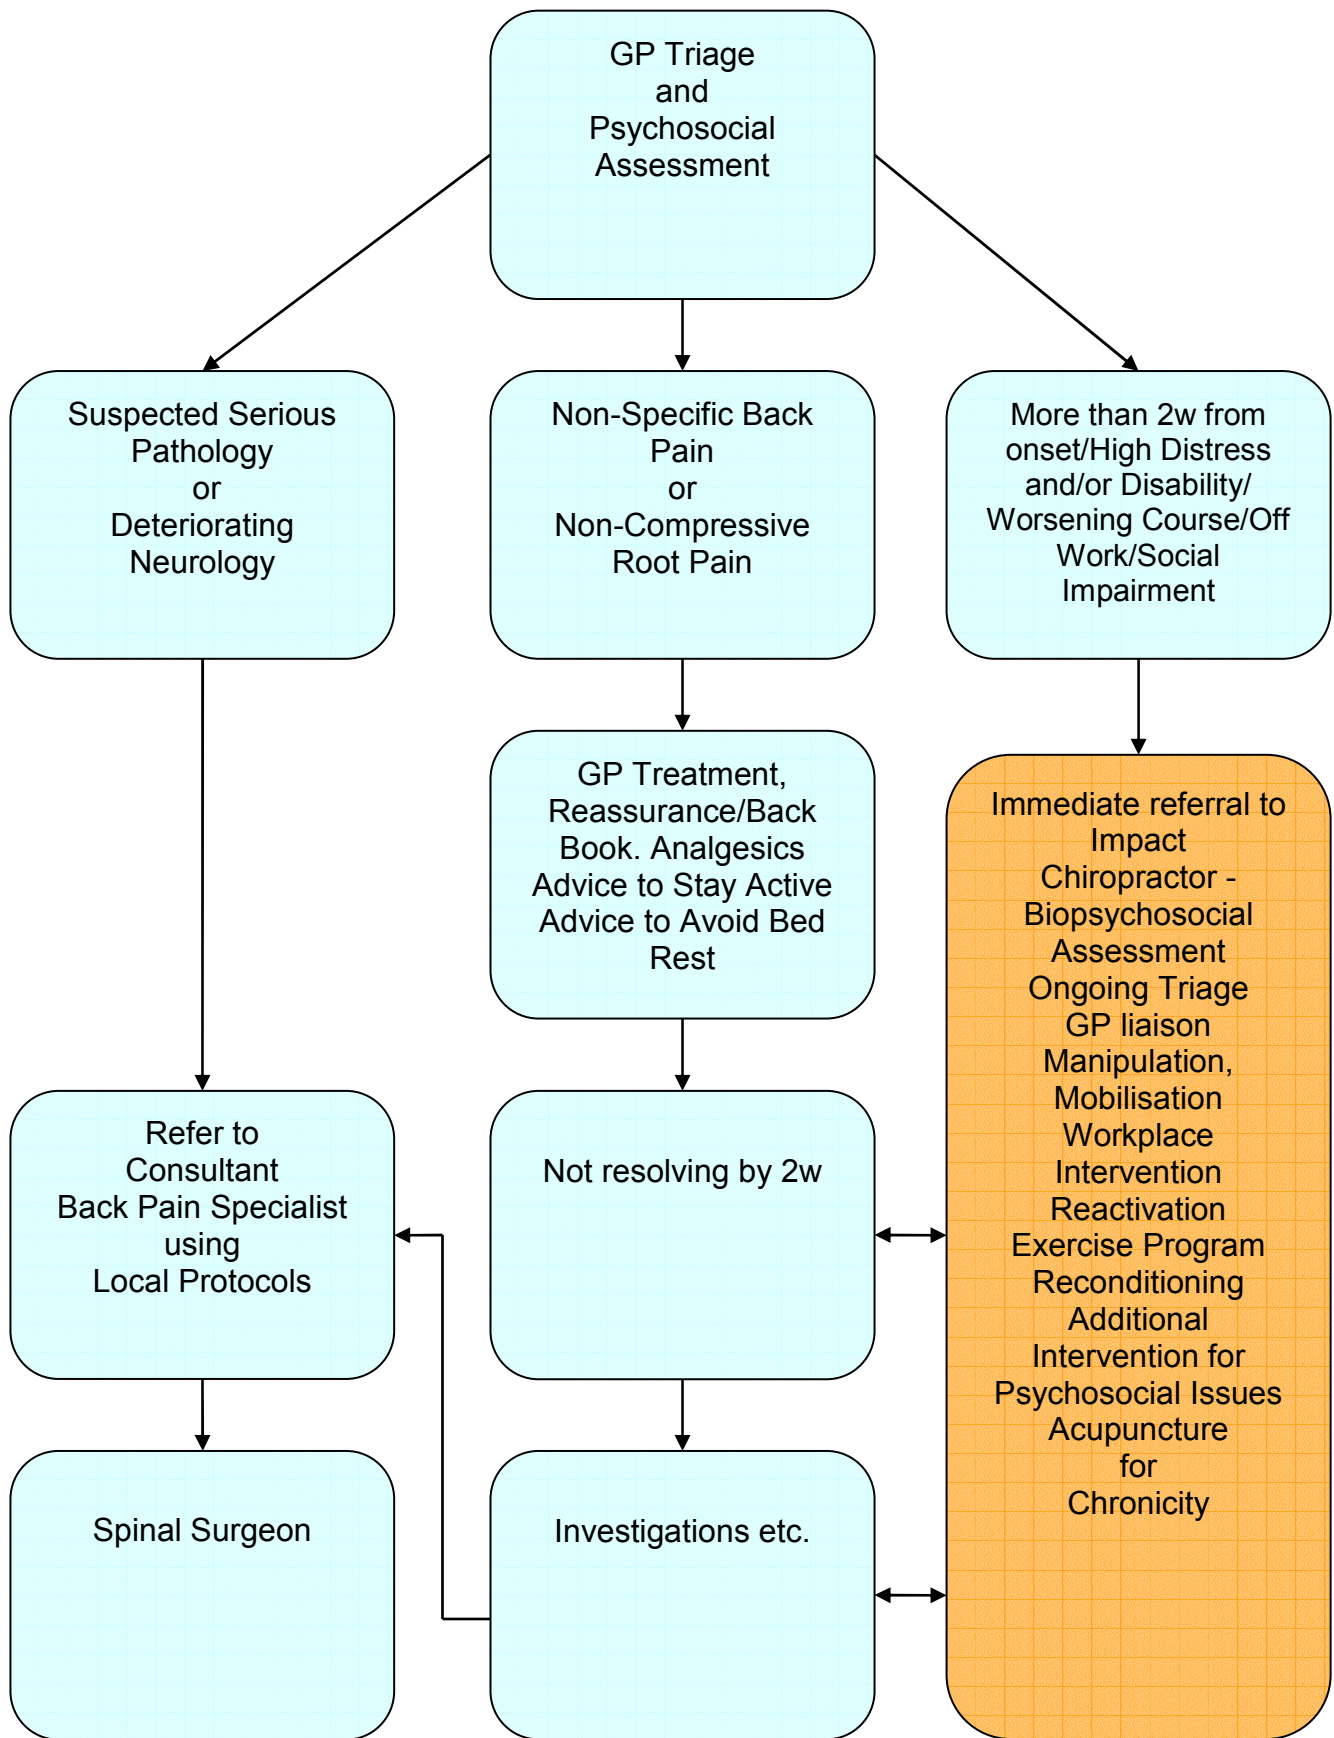 GP Triage
and
Psychosocial
Assessment
Suspected Serious
Pathology
or
Deteriorating
Neurology
Non-Specific Back
Pain
or
Non-Compressive
Root Pain
More than 2w from
onset/High Distress
and/or Disability/
Worsening Course/Off
Work/Social
Impairment
GP Treatment,
Reassurance/Back
Book. Analgesics
Advice to Stay Active
Advice to Avoid Bed
Rest
Immediate referral to
Impact
Chiropractor -
Biopsychosocial
Assessment
Ongoing Triage
GP liaison
Manipulation,
Mobilisation
Workplace
Intervention
Reactivation
Exercise Program
Reconditioning
Additional
Intervention for
Psychosocial Issues
Acupuncture
for
Chronicity
Refer to
Consultant
Back Pain Specialist
using
Local Protocols
Not resolving by 2w
Spinal Surgeon
Investigations etc.